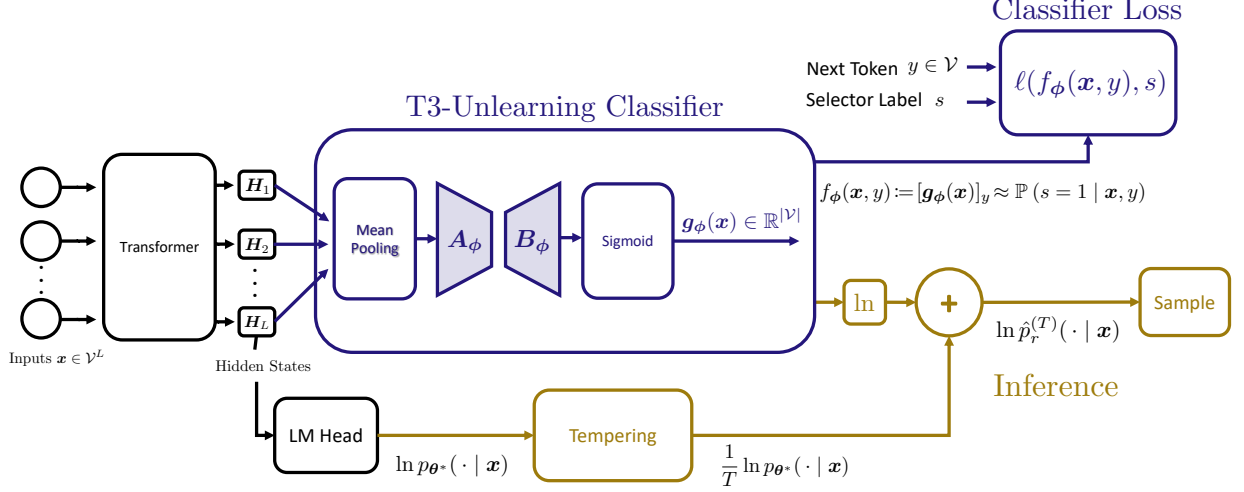 Classifier Loss
Next Token y ∈ 𝒱
Selector Label s
ℓ(f_ϕ(x, y), s)
T3-Unlearning Classifier
Transformer
H_1
H_2
H_L
Mean
Pooling
A_ϕ
B_ϕ
Sigmoid
g_ϕ(x) ∈ ℝ^{|𝒱|}
f_ϕ(x, y) := [g_ϕ(x)]_y ≈ ℙ (s = 1 | x, y)
Inputs x ∈ 𝒱^L
Hidden States
ln
+
ln p̂_r^{(T)}( · | x)
Sample
Inference
LM Head
ln p_{θ*}( · | x)
Tempering
1/T ln p_{θ*}( · | x)